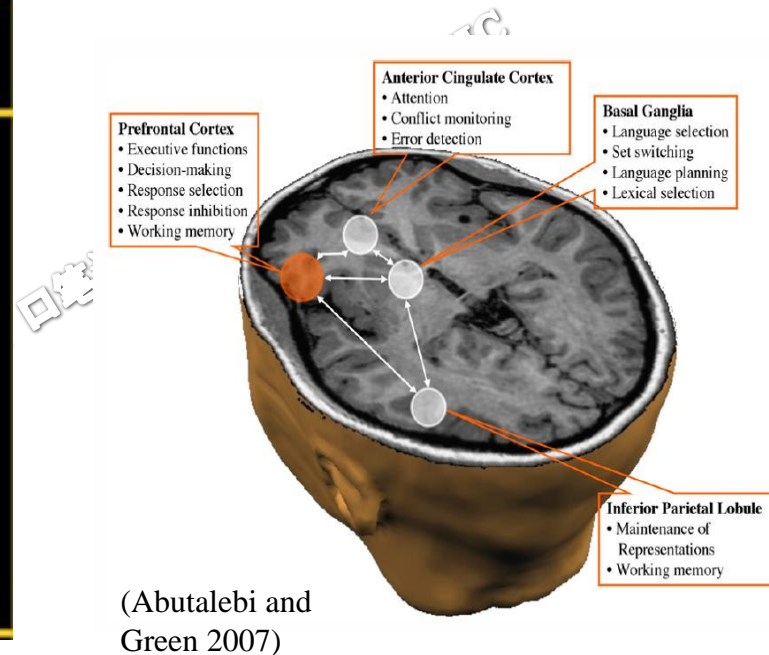 Anterior Cingulate Cortex
• Attention
• Conflict monitoring
• Error detection
Prefrontal Cortex
• Executive functions
• Decision-making
• Response selection
• Response inhibition
• Working memory
Basal Ganglia
• Language selection
• Set switching
• Language planning
• Lexical selection
Inferior Parietal Lobule
• Maintenance of
Representations
• Working memory
(Abutalebi and
Green 2007)